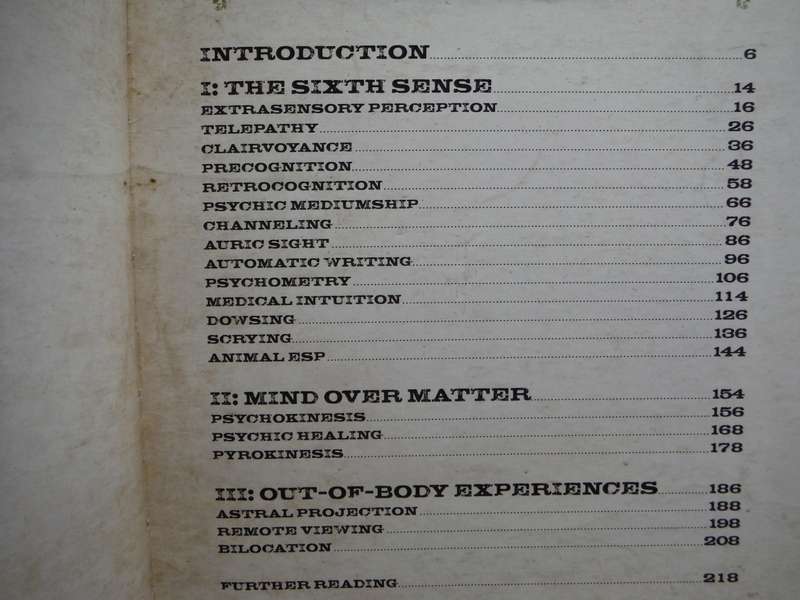 INTRODUCTION 6
I: THE SIXTH SENSE 14
EXTRASENSORY PERCEPTION 16
TELEPATHY 26
CLAIRVOYANCE 36
PRECOGNITION 48
RETROCOGNITION 58
PSYCHIC MEDIUMSHIP 66
CHANNELING 76
AURIC SIGHT 86
AUTOMATIC WRITING 96
PSYCHOMETRY 106
MEDICAL INTUITION 114
DOWSING 126
SCRYING 136
ANIMAL ESP 144
II: MIND OVER MATTER 154
PSYCHOKINESIS 156
PSYCHIC HEALING 168
PYROKINESIS 178
III: OUT-OF-BODY EXPERIENCES 186
ASTRAL PROJECTION 188
REMOTE VIEWING 198
BILOCATION 208
FURTHER READING 218